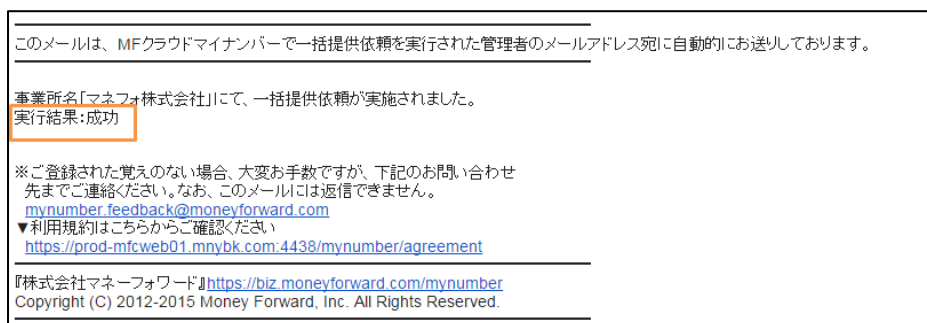 このメールは、MFクラウドマイナンバーで一括提供依頼を実行された管理者のメールアドレス宛に自動的にお送りしております。
事業所名「マネフォ株式会社」にて、一括提供依頼が実施されました。
実行結果:成功
※ご登録された覚えのない場合、大変お手数ですが、下記のお問い合わせ
先までご連絡ください。なお、このメールには返信できません。
mynumber.feedback@moneyforward.com
▼利用規約はこちらからご確認ください
https://prod-mfcweb01.mnybk.com:4438/mynumber/agreement
『株式会社マネーフォワード』https://biz.moneyforward.com/mynumber
Copyright (C) 2012-2015 Money Forward, Inc. All Rights Reserved.